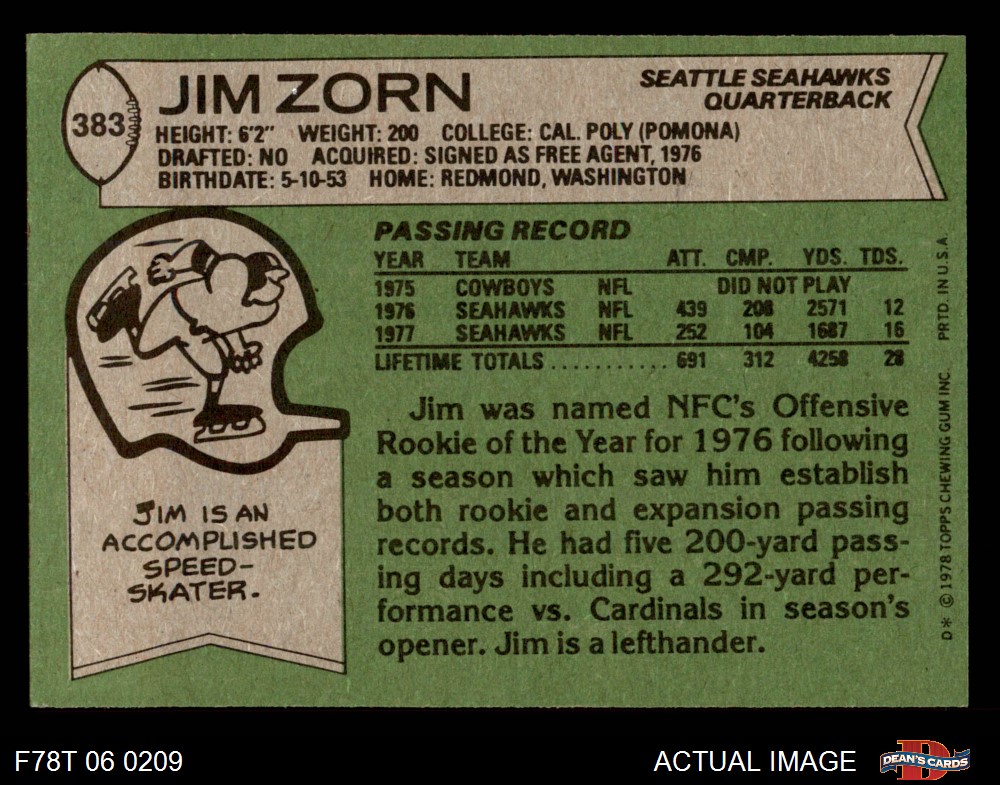 383
JIM ZORN
SEATTLE SEAHAWKS
QUARTERBACK
HEIGHT: 6'2" WEIGHT: 200 COLLEGE: CAL. POLY (POMONA)
DRAFTED: NO ACQUIRED: SIGNED AS FREE AGENT, 1976
BIRTHDATE: 5-10-53 HOME: REDMOND, WASHINGTON
PASSING RECORD
YEAR TEAM ATT. CMP. YDS. TDS.
1975 COWBOYS NFL DID NOT PLAY
1976 SEAHAWKS NFL 439 208 2571 12
1977 SEAHAWKS NFL 252 104 1687 16
LIFETIME TOTALS........... 691 312 4258 28
Jim was named NFC's Offensive
Rookie of the Year for 1976 following
a season which saw him establish
both rookie and expansion passing
records. He had five 200-yard pass-
ing days including a 292-yard per-
formance vs. Cardinals in season's
opener. Jim is a lefthander.
JIM IS AN
ACCOMPLISHED
SPEED-
SKATER.
D* © 1978 TOPPS CHEWING GUM INC. PRTD. IN U.S.A.
F78T 06 0209
ACTUAL IMAGE
DEAN'S CARDS